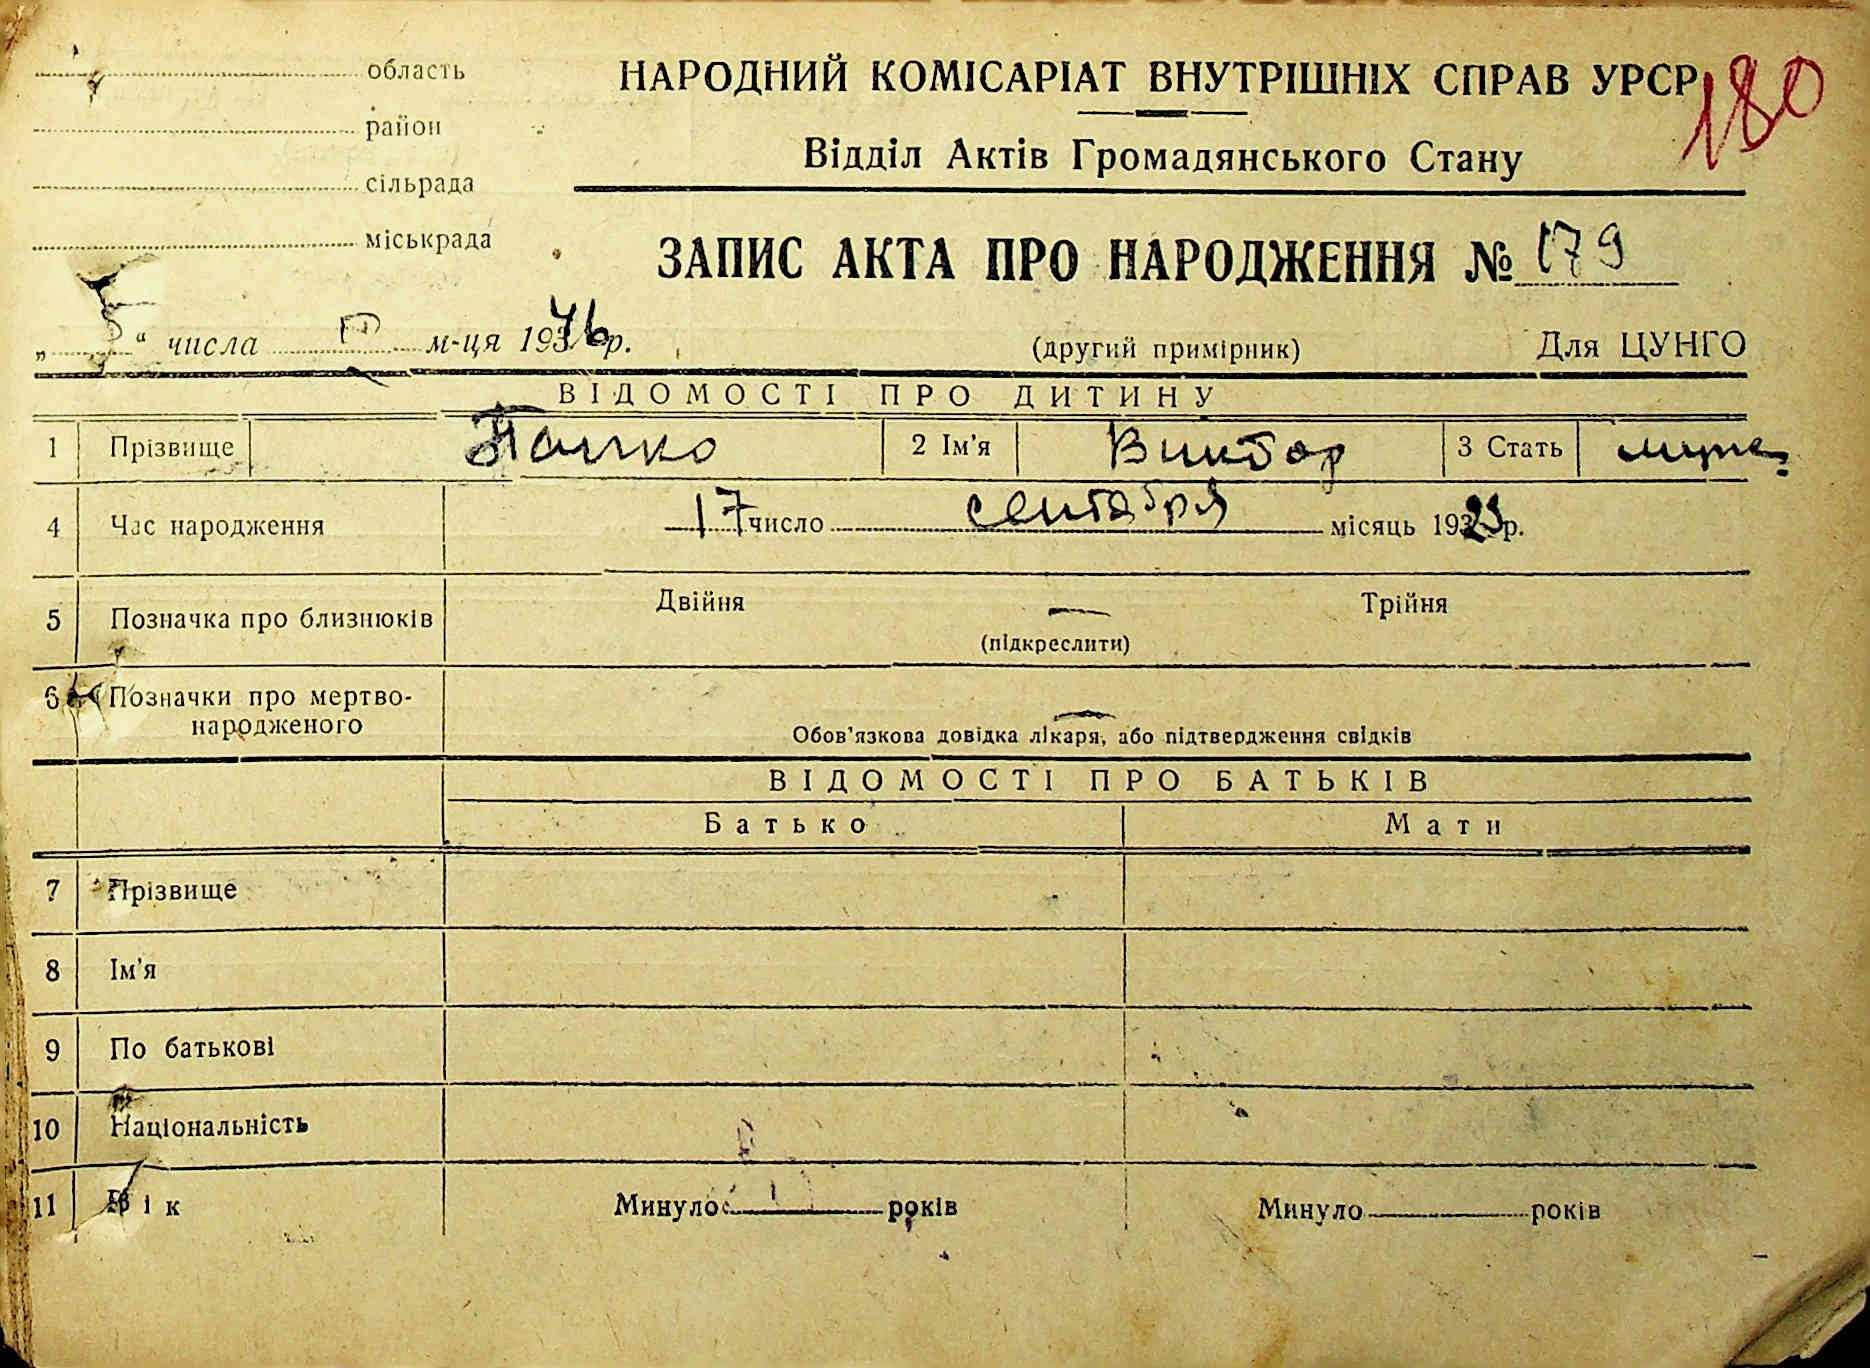 область
район
сільрада
міськрада
НАРОДНИЙ КОМІСАРІАТ ВНУТРІШНІХ СПРАВ УРСР
180
Відділ Актів Громадянського Стану
ЗАПИС АКТА ПРО НАРОДЖЕННЯ № 179
„ 5 “ числа м-ця 1946 р.
(другий примірник)
Для ЦУНГО
ВІДОМОСТІ ПРО ДИТИНУ
1 Прізвище 2 Ім'я Виктор 3 Стать муж.
4 Час народження 17 число сентября місяць 1923 р.
5 Позначка про близнюків Двійня — Трійня
(підкреслити)
6 Позначки про мертво-
народженого —
Обов'язкова довідка лікаря, або підтвердження свідків
ВІДОМОСТІ ПРО БАТЬКІВ
Батько Мати
7 Прізвище
8 Ім'я
9 По батькові
10 Національність
11 Вік Минуло років Минуло років